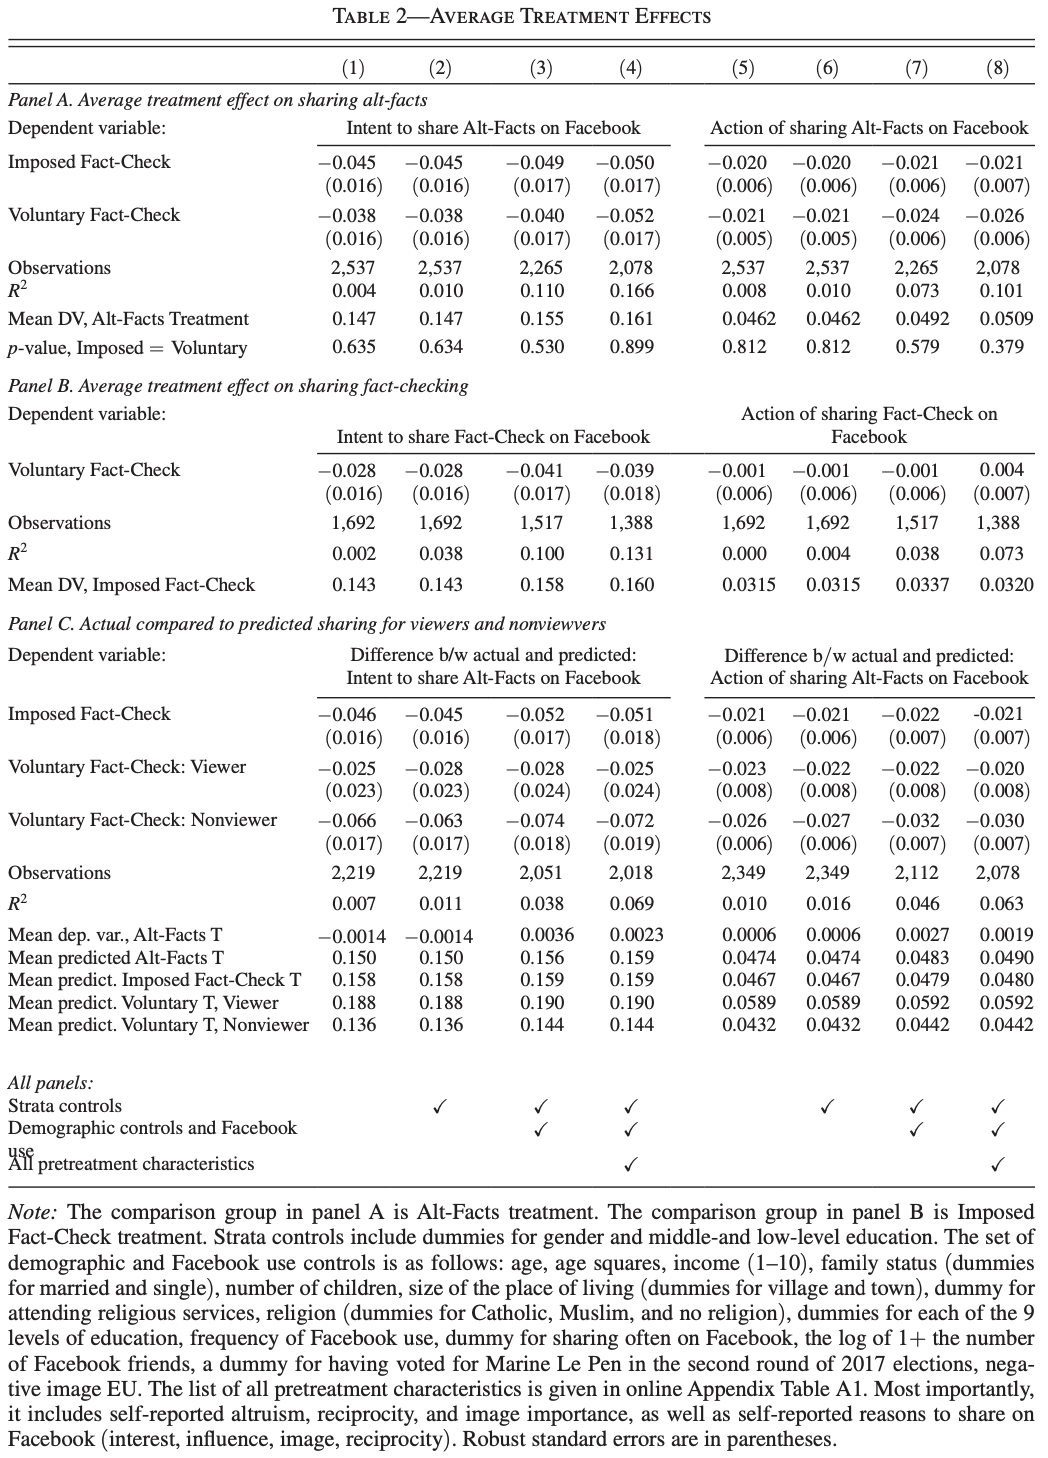 TABLE 2—AVERAGE TREATMENT EFFECTS
(1) (2) (3) (4) (5) (6) (7) (8)
Panel A. Average treatment effect on sharing alt-facts
Dependent variable: Intent to share Alt-Facts on Facebook Action of sharing Alt-Facts on Facebook
Imposed Fact-Check −0.045 −0.045 −0.049 −0.050 −0.020 −0.020 −0.021 −0.021
(0.016) (0.016) (0.017) (0.017) (0.006) (0.006) (0.006) (0.007)
Voluntary Fact-Check −0.038 −0.038 −0.040 −0.052 −0.021 −0.021 −0.024 −0.026
(0.016) (0.016) (0.017) (0.017) (0.005) (0.005) (0.006) (0.006)
Observations 2,537 2,537 2,265 2,078 2,537 2,537 2,265 2,078
R² 0.004 0.010 0.110 0.166 0.008 0.010 0.073 0.101
Mean DV, Alt-Facts Treatment 0.147 0.147 0.155 0.161 0.0462 0.0462 0.0492 0.0509
p-value, Imposed = Voluntary 0.635 0.634 0.530 0.899 0.812 0.812 0.579 0.379
Panel B. Average treatment effect on sharing fact-checking
Dependent variable: Action of sharing Fact-Check on
Intent to share Fact-Check on Facebook Facebook
Voluntary Fact-Check −0.028 −0.028 −0.041 −0.039 −0.001 −0.001 −0.001 0.004
(0.016) (0.016) (0.017) (0.018) (0.006) (0.006) (0.006) (0.007)
Observations 1,692 1,692 1,517 1,388 1,692 1,692 1,517 1,388
R² 0.002 0.038 0.100 0.131 0.000 0.004 0.038 0.073
Mean DV, Imposed Fact-Check 0.143 0.143 0.158 0.160 0.0315 0.0315 0.0337 0.0320
Panel C. Actual compared to predicted sharing for viewers and nonviewvers
Dependent variable: Difference b/w actual and predicted: Difference b/w actual and predicted:
Intent to share Alt-Facts on Facebook Action of sharing Alt-Facts on Facebook
Imposed Fact-Check −0.046 −0.045 −0.052 −0.051 −0.021 −0.021 −0.022 -0.021
(0.016) (0.016) (0.017) (0.018) (0.006) (0.006) (0.007) (0.007)
Voluntary Fact-Check: Viewer −0.025 −0.028 −0.028 −0.025 −0.023 −0.022 −0.022 −0.020
(0.023) (0.023) (0.024) (0.024) (0.008) (0.008) (0.008) (0.008)
Voluntary Fact-Check: Nonviewer −0.066 −0.063 −0.074 −0.072 −0.026 −0.027 −0.032 −0.030
(0.017) (0.017) (0.018) (0.019) (0.006) (0.006) (0.007) (0.007)
Observations 2,219 2,219 2,051 2,018 2,349 2,349 2,112 2,078
R² 0.007 0.011 0.038 0.069 0.010 0.016 0.046 0.063
Mean dep. var., Alt-Facts T −0.0014 −0.0014 0.0036 0.0023 0.0006 0.0006 0.0027 0.0019
Mean predicted Alt-Facts T 0.150 0.150 0.156 0.159 0.0474 0.0474 0.0483 0.0490
Mean predict. Imposed Fact-Check T 0.158 0.158 0.159 0.159 0.0467 0.0467 0.0479 0.0480
Mean predict. Voluntary T, Viewer 0.188 0.188 0.190 0.190 0.0589 0.0589 0.0592 0.0592
Mean predict. Voluntary T, Nonviewer 0.136 0.136 0.144 0.144 0.0432 0.0432 0.0442 0.0442
All panels:
Strata controls ✓ ✓ ✓ ✓ ✓ ✓
Demographic controls and Facebook ✓ ✓ ✓ ✓
use
All pretreatment characteristics ✓ ✓
Note: The comparison group in panel A is Alt-Facts treatment. The comparison group in panel B is Imposed
Fact-Check treatment. Strata controls include dummies for gender and middle-and low-level education. The set of
demographic and Facebook use controls is as follows: age, age squares, income (1–10), family status (dummies
for married and single), number of children, size of the place of living (dummies for village and town), dummy for
attending religious services, religion (dummies for Catholic, Muslim, and no religion), dummies for each of the 9
levels of education, frequency of Facebook use, dummy for sharing often on Facebook, the log of 1+ the number
of Facebook friends, a dummy for having voted for Marine Le Pen in the second round of 2017 elections, nega-
tive image EU. The list of all pretreatment characteristics is given in online Appendix Table A1. Most importantly,
it includes self-reported altruism, reciprocity, and image importance, as well as self-reported reasons to share on
Facebook (interest, influence, image, reciprocity). Robust standard errors are in parentheses.